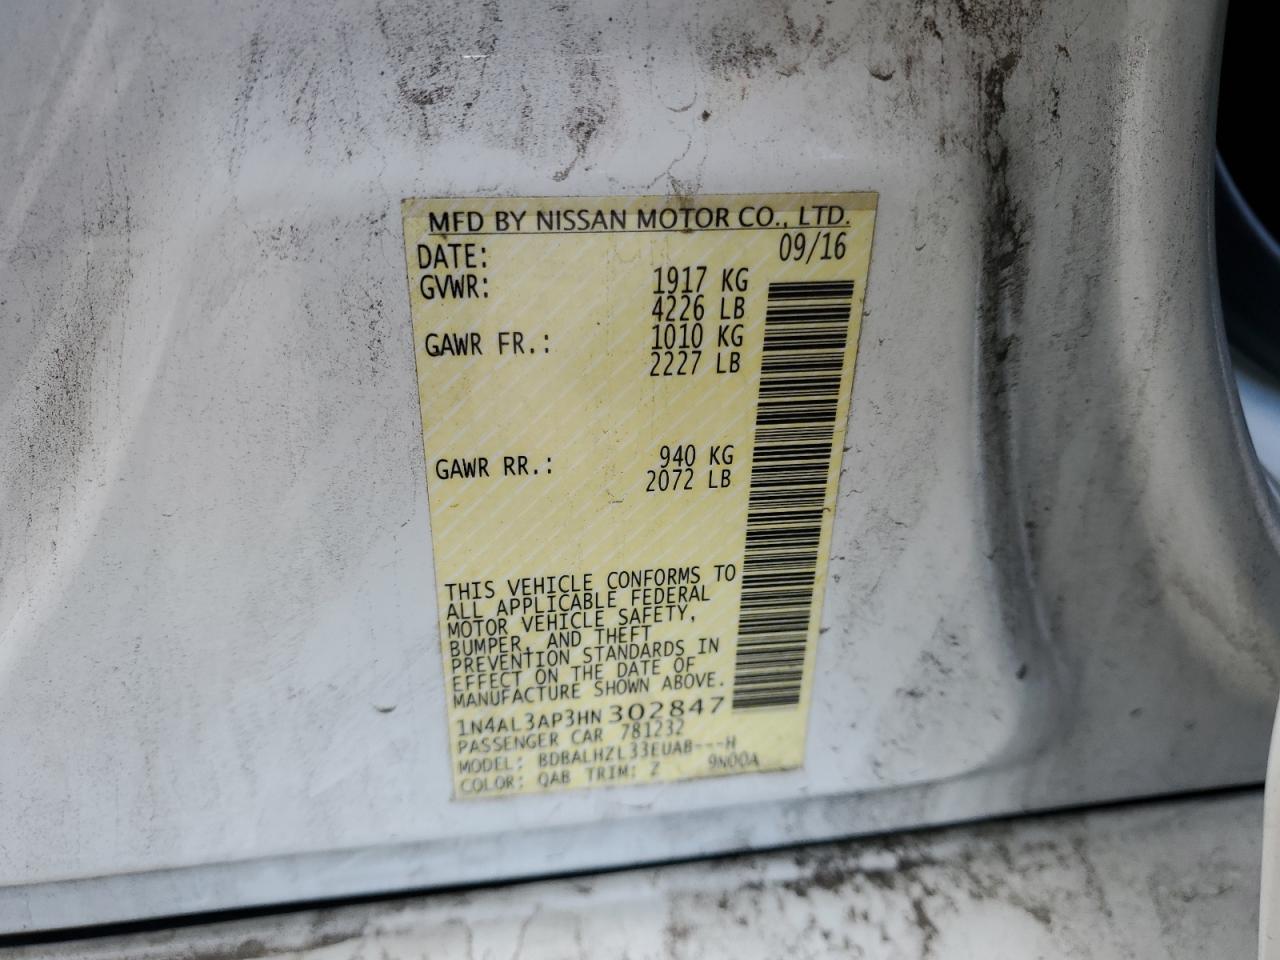 MFD BY NISSAN MOTOR CO., LTD.
DATE: 09/16
GVWR: 1917 KG
4226 LB
GAWR FR.: 1010 KG
2227 LB
GAWR RR.: 940 KG
2072 LB
THIS VEHICLE CONFORMS TO
ALL APPLICABLE FEDERAL
MOTOR VEHICLE SAFETY,
BUMPER, AND THEFT
PREVENTION STANDARDS IN
EFFECT ON THE DATE OF
MANUFACTURE SHOWN ABOVE.
1N4AL3AP3HN302847
PASSENGER CAR 781232
MODEL: BDBALHZL33EUAB---H
COLOR: QAB TRIM: Z 9N00A